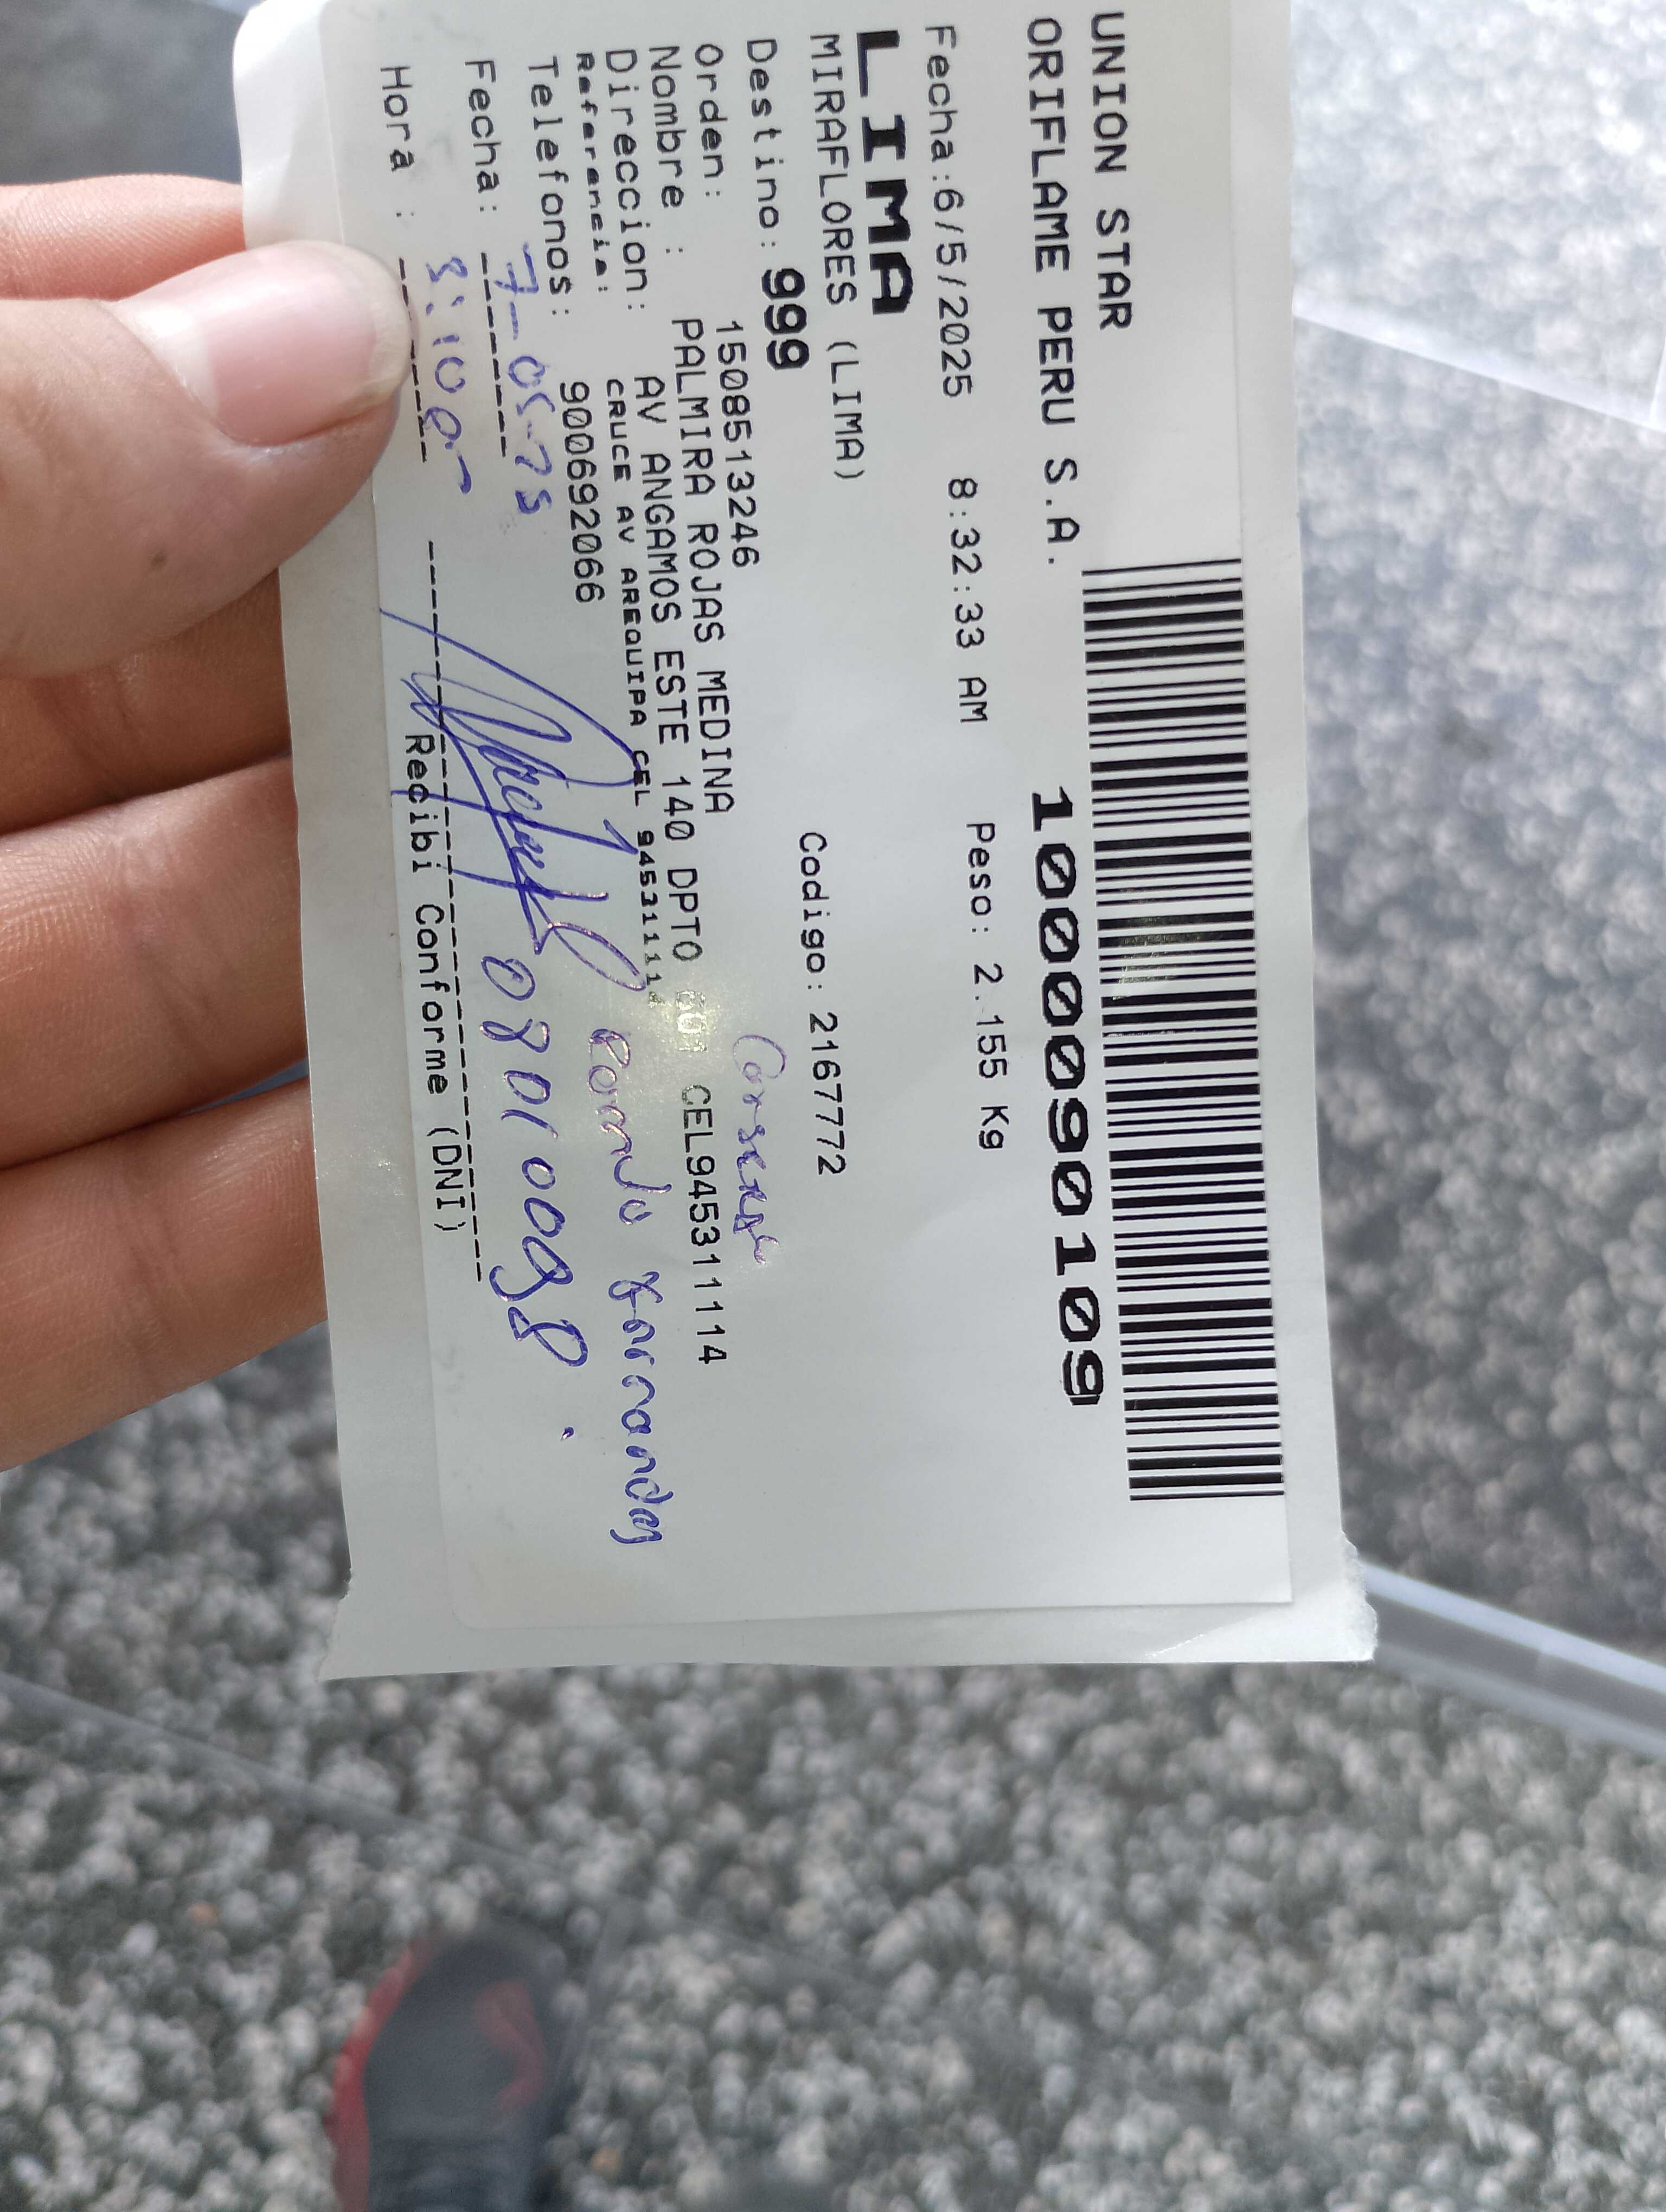 UNION STAR
ORIFLAME PERU S.A.
1000090109
Fecha:6/5/2025 8:32:33 AM Peso: 2.155 Kg
LIMA
MIRAFLORES (LIMA)
Destino: 999 Codigo: 2167772
Orden: 1508513246
Nombre : PALMIRA ROJAS MEDINA
Direccion: AV ANGAMOS ESTE 140 DPTO CEL945311114
Referencia: CRUCE AV AREQUIPA CEL 945311114
Telefonos: 900692066
Fecha: 7-05-25
Hora : 3:10
08010098
Recibi Conforme (DNI)